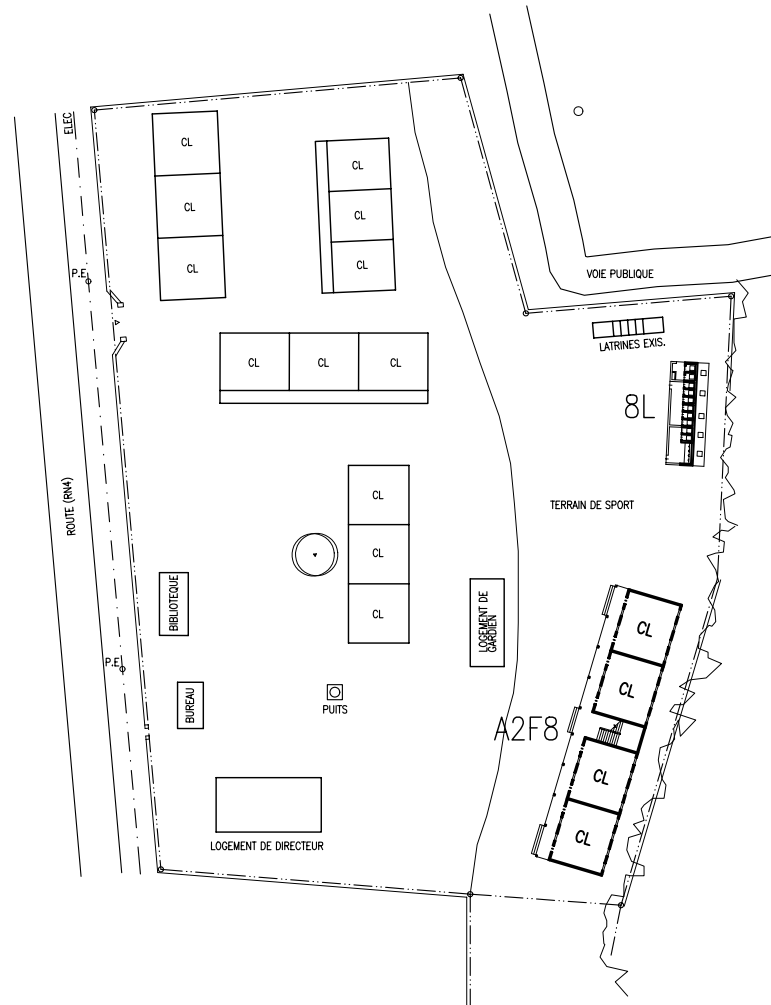 ELEC
CL
CL
CL
CL
CL
CL
P.E
VOIE PUBLIQUE
LATRINES EXIS.
CL
CL
CL
8L
ROUTE (RN4)
TERRAIN DE SPORT
CL
CL
CL
BIBLIOTEQUE
LOGEMENT DE
GARDIEN
CL
CL
P.E
BUREAU
PUITS
A2F8
CL
CL
LOGEMENT DE DIRECTEUR